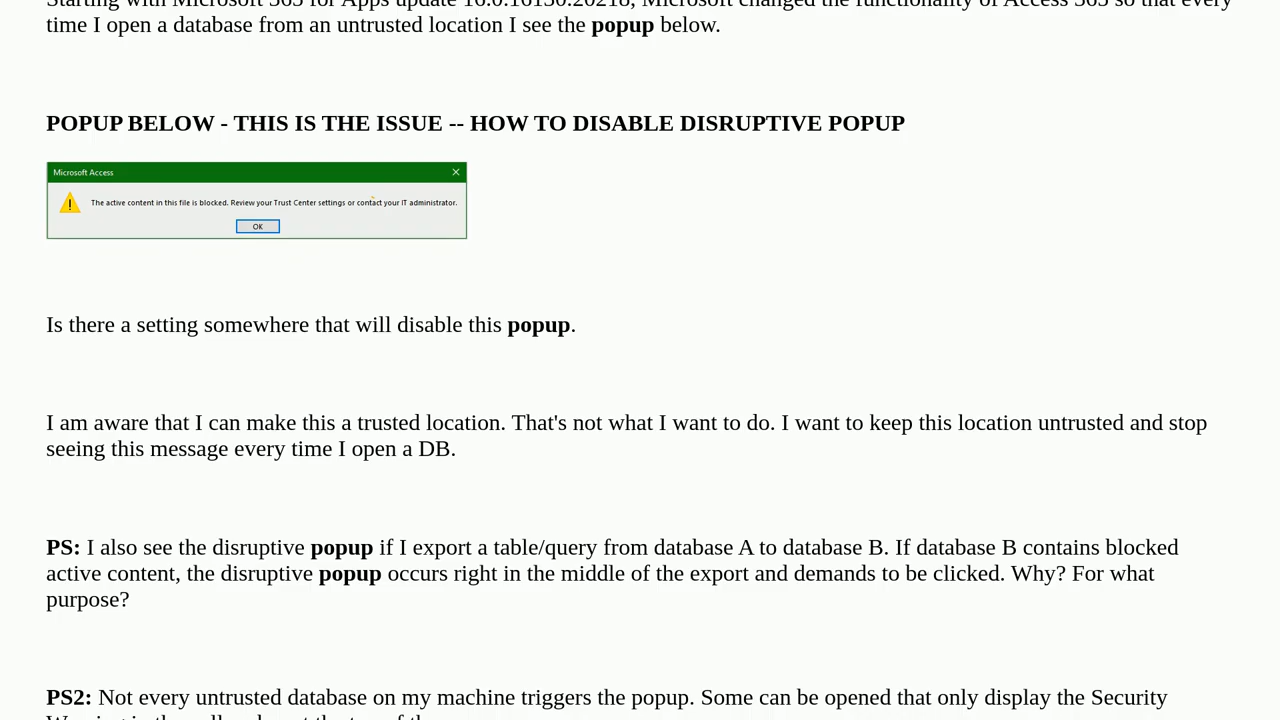 Starting with Microsoft 365 for Apps update 16.0.16130.20218, Microsoft changed the functionality of Access 365 so that every
time I open a database from an untrusted location I see the popup below.
POPUP BELOW - THIS IS THE ISSUE -- HOW TO DISABLE DISRUPTIVE POPUP
Microsoft Access
The active content in this file is blocked. Review your Trust Center settings or contact your IT administrator.
OK
Is there a setting somewhere that will disable this popup.
I am aware that I can make this a trusted location. That's not what I want to do. I want to keep this location untrusted and stop
seeing this message every time I open a DB.
PS: I also see the disruptive popup if I export a table/query from database A to database B. If database B contains blocked
active content, the disruptive popup occurs right in the middle of the export and demands to be clicked. Why? For what
purpose?
PS2: Not every untrusted database on my machine triggers the popup. Some can be opened that only display the Security